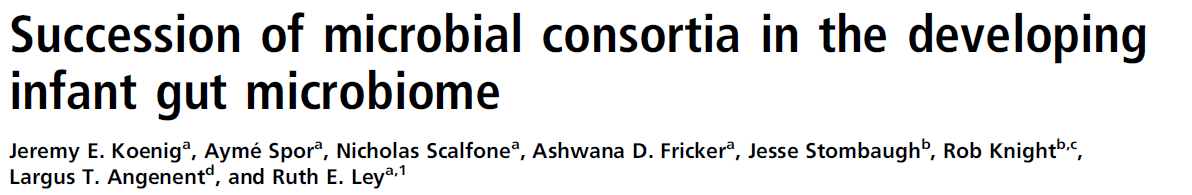 Succession of microbial consortia in the developing
infant gut microbiome
Jeremy E. Koenigᵃ, Aymé Sporᵃ, Nicholas Scalfoneᵃ, Ashwana D. Frickerᵃ, Jesse Stombaughᵇ, Rob Knightᵇ,ᶜ,
Largus T. Angenentᵈ, and Ruth E. Leyᵃ,¹